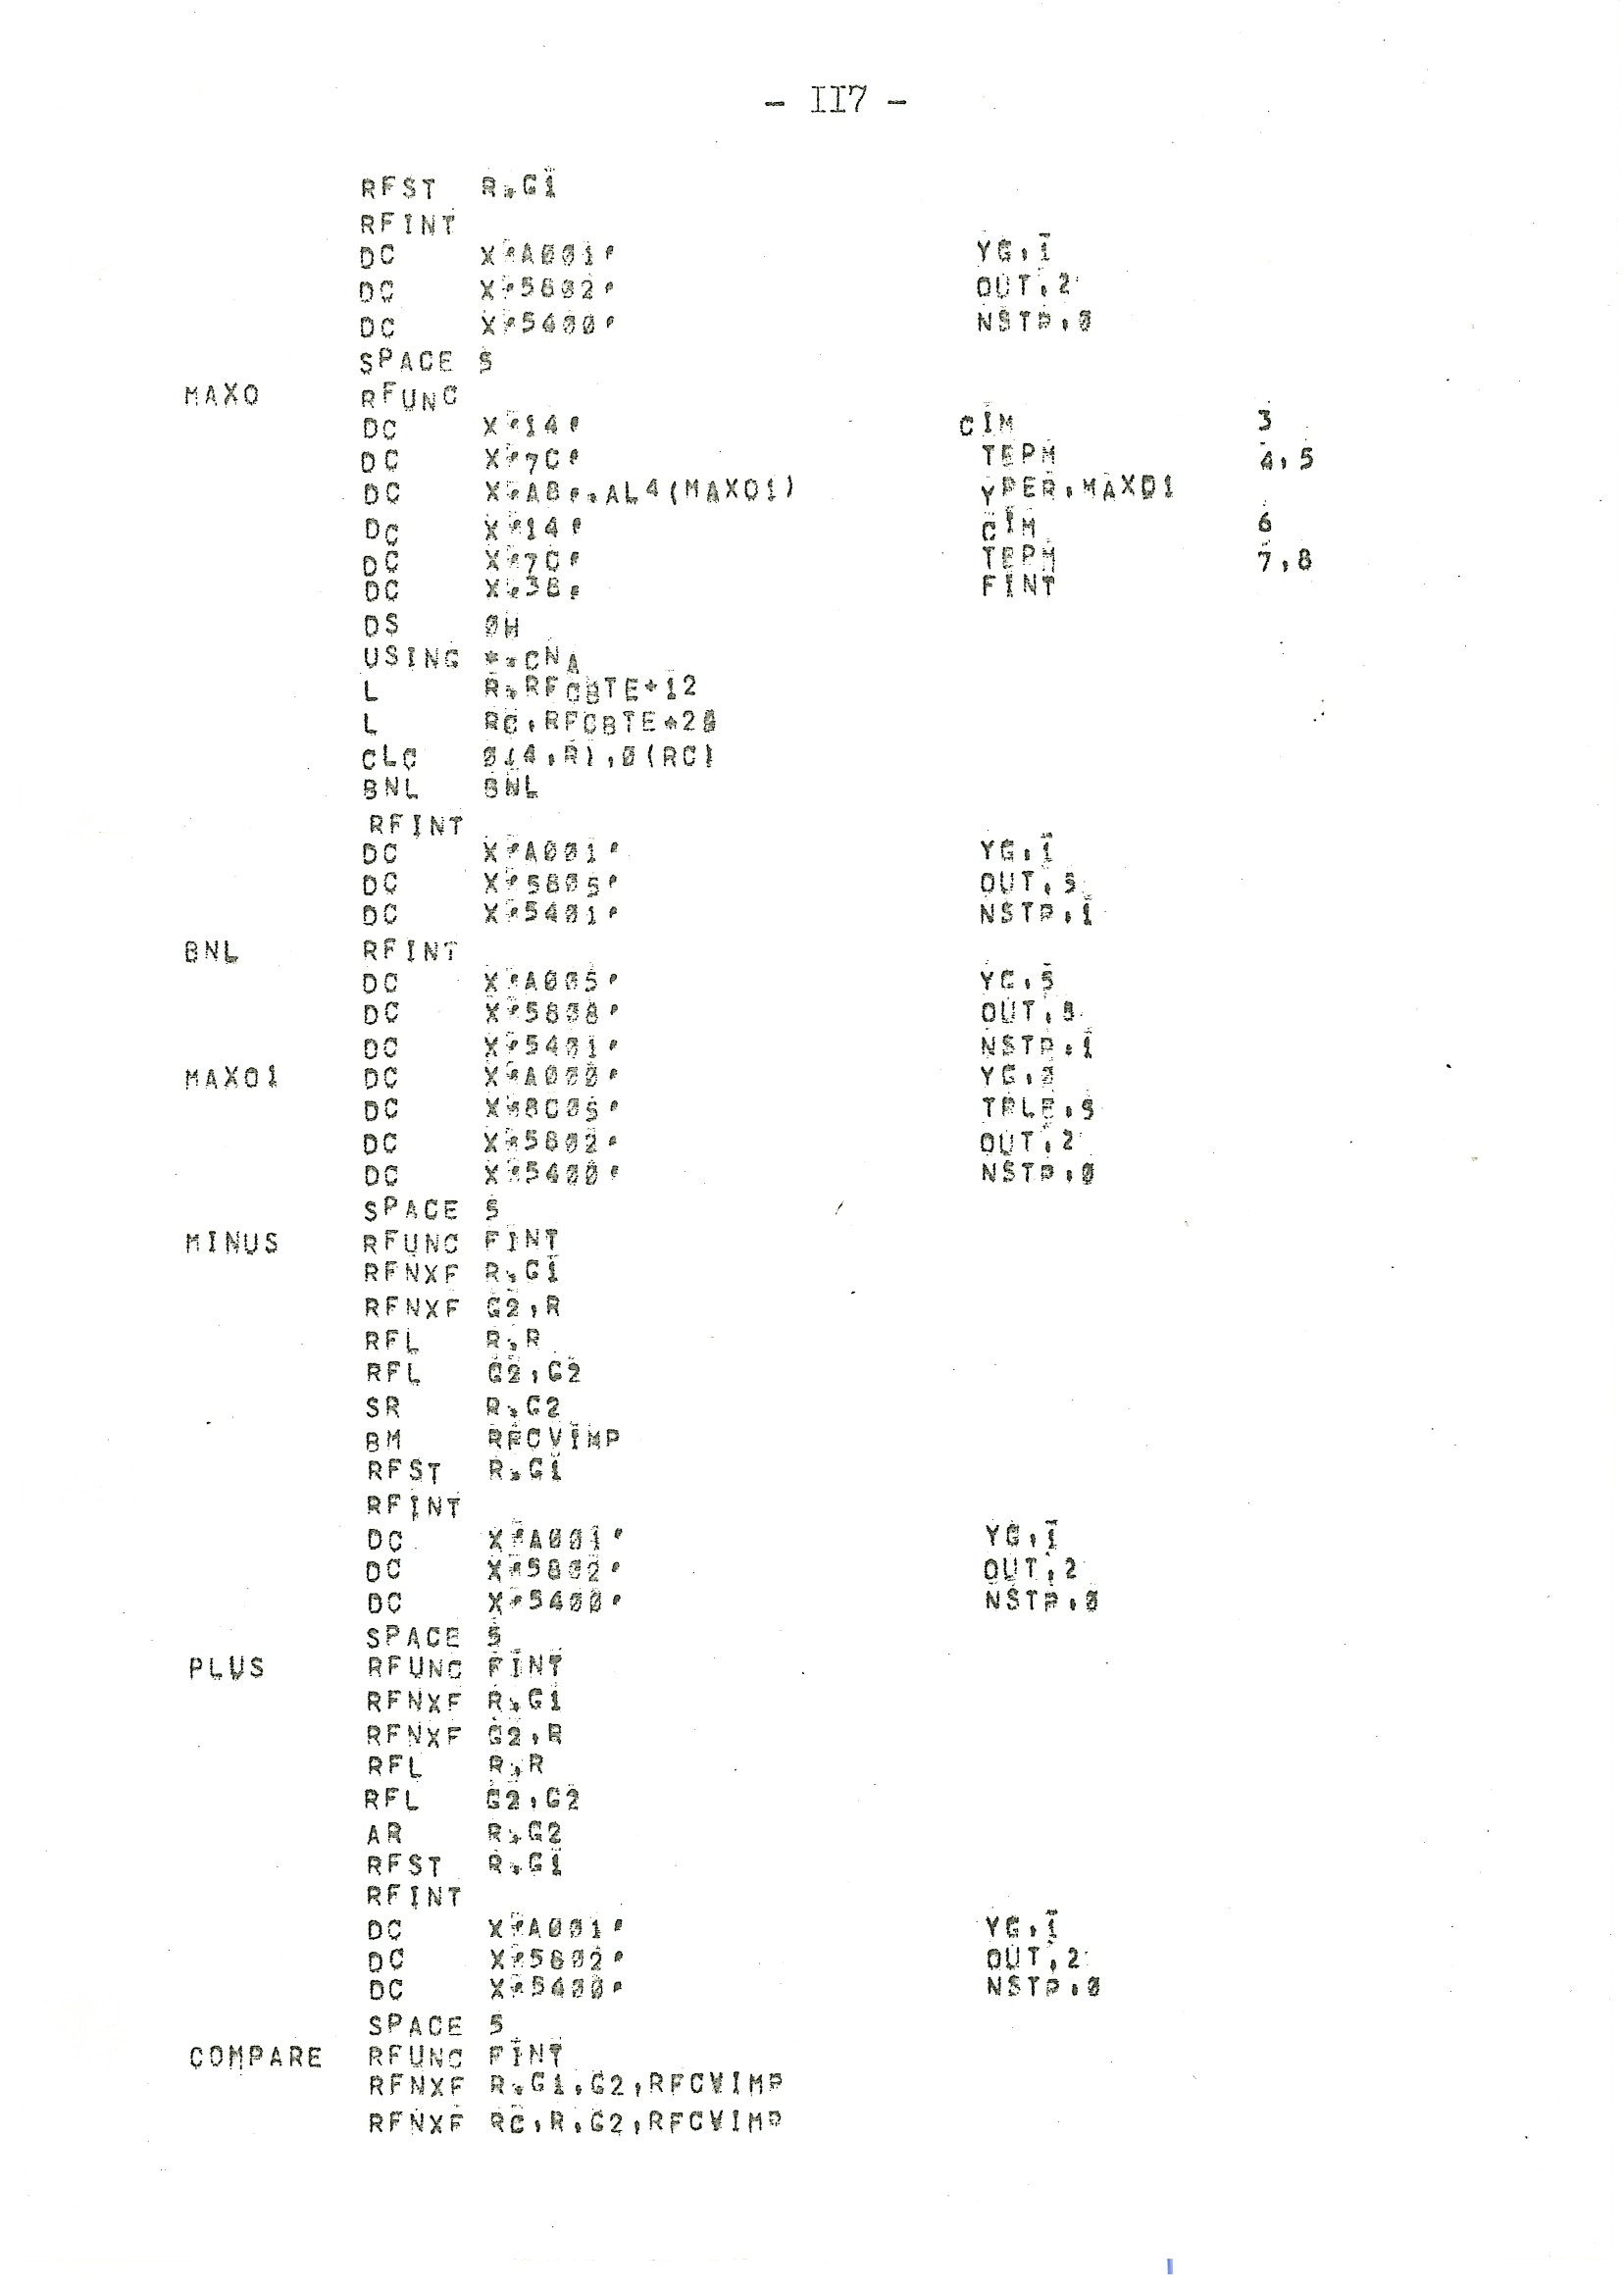 - II7 -
RFST R,G1
RFINT
DC X'A001' YG,1
DC X'5802' OUT,2
DC X'5400' NSTP,0
SPACE 5
MAXO RFUNC
DC X'14' CIM 3
DC X'7C' TEPM 4,5
DC X'A8',AL4(MAXO1) YPER,MAXO1
DC X'14' CIM 6
DC X'7C' TEPM 7,8
DC X'38' FINT
DS 0H
USING *,CNA
L R,RFCBTE+12
L RC,RFCBTE+20
CLC 0(4,R),0(RC)
BNL BNL
RFINT
DC X'A001' YG,1
DC X'5805' OUT,5
DC X'5401' NSTP,1
BNL RFINT
DC X'A005' YG,5
DC X'5808' OUT,8
DC X'5401' NSTP,1
MAXO1 DC X'A000' YG,0
DC X'8C05' TPLE,5
DC X'5802' OUT,2
DC X'5400' NSTP,0
SPACE 5
MINUS RFUNC FINT
RFNXF R,G1
RFNXF G2,R
RFL R,R
RFL G2,G2
SR R,G2
BM RFCVIMP
RFST R,G1
RFINT
DC X'A001' YG,1
DC X'5802' OUT,2
DC X'5400' NSTP,0
SPACE 5
PLUS RFUNC FINT
RFNXF R,G1
RFNXF G2,R
RFL R,R
RFL G2,G2
AR R,G2
RFST R,G1
RFINT
DC X'A001' YG,1
DC X'5802' OUT,2
DC X'5400' NSTP,0
SPACE 5
COMPARE RFUNC FINT
RFNXF R,G1,G2,RFCVIMP
RFNXF RC,R,G2,RFCVIMP